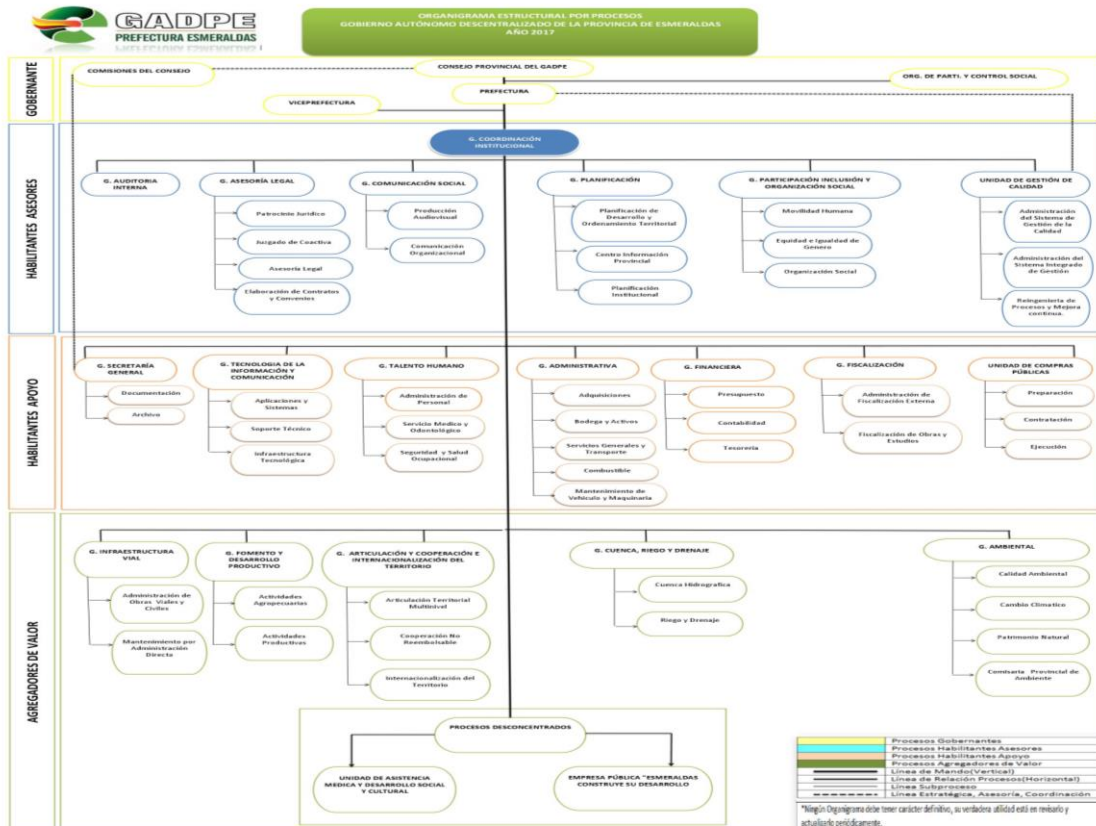 GADPE
PREFECTURA ESMERALDAS
ORGANIGRAMA ESTRUCTURAL POR PROCESOS
GOBIERNO AUTÓNOMO DESCENTRALIZADO DE LA PROVINCIA DE ESMERALDAS
AÑO 2017
GOBERNANTE
COMISIONES DEL CONSEJO
CONSEJO PROVINCIAL DEL GADPE
ORG. DE PARTI. Y CONTROL SOCIAL
PREFECTURA
VICEPREFECTURA
HABILITANTES ASESORES
G. COORDINACIÓN
INSTITUCIONAL
G. AUDITORIA
INTERNA
G. ASESORÍA LEGAL
Patrocinio Jurídico
Juzgado de Coactiva
Asesoría Legal
Elaboración de Contratos
y Convenios
G. COMUNICACIÓN SOCIAL
Producción
Audiovisual
Comunicación
Organizacional
G. PLANIFICACIÓN
Planificación de
Desarrollo y
Ordenamiento Territorial
Centro Información
Provincial
Planificación
Institucional
G. PARTICIPACIÓN INCLUSIÓN Y
ORGANIZACIÓN SOCIAL
Movilidad Humana
Equidad e Igualdad de
Genero
Organización Social
UNIDAD DE GESTIÓN DE
CALIDAD
Administración
del Sistema de
Gestión de la
Calidad
Administración del
Sistema Integrado
de Gestión
Reingeniería de
Procesos y Mejora
continua.
HABILITANTES APOYO
G. SECRETARÍA
GENERAL
Documentación
Archivo
G. TECNOLOGIA DE LA
INFORMACIÓN Y
COMUNICACIÓN
Aplicaciones y
Sistemas
Soporte Técnico
Infraestructura
Tecnológica
G. TALENTO HUMANO
Administración de
Personal
Servicio Medico y
Odontológico
Seguridad y Salud
Ocupacional
G. ADMINISTRATIVA
Adquisiciones
Bodega y Activos
Servicios Generales y
Transporte
Combustible
Mantenimiento de
Vehículo y Maquinaria
G. FINANCIERA
Presupuesto
Contabilidad
Tesorería
G. FISCALIZACIÓN
Administración de
Fiscalización Externa
Fiscalización de Obras y
Estudios
UNIDAD DE COMPRAS
PÚBLICAS
Preparación
Contratación
Ejecución
AGREGADORES DE VALOR
G. INFRAESTRUCTURA
VIAL
Administración de
Obras Viales y
Civiles
Mantenimiento por
Administración
Directa
G. FOMENTO Y
DESARROLLO
PRODUCTIVO
Actividades
Agropecuarias
Actividades
Productivas
G. ARTICULACIÓN Y COOPERACIÓN E
INTERNACIONALIZACIÓN DEL
TERRITORIO
Articulación Territorial
Multinivel
Cooperación No
Reembolsable
Internacionalización del
Territorio
G. CUENCA, RIEGO Y DRENAJE
Cuenca Hidrografica
Riego y Drenaje
G. AMBIENTAL
Calidad Ambiental
Cambio Climatico
Patrimonio Natural
Comisaria Provincial de
Ambiente
PROCESOS DESCONCENTRADOS
UNIDAD DE ASISTENCIA
MEDICA Y DESARROLLO SOCIAL
Y CULTURAL
EMPRESA PÚBLICA "ESMERALDAS
CONSTRUYE SU DESARROLLO
Procesos Gobernantes
Procesos Habilitantes Asesores
Procesos Habilitantes Apoyo
Procesos Agregadores de Valor
Línea de Mando(Vertical)
Línea de Relación Procesos(Horizontal)
Línea Subproceso
Línea Estratégica, Asesoría, Coordinación
"Ningún Organigrama debe tener carácter definitivo, su verdadera utilidad está en revisarlo y
actualizarlo periódicamente.